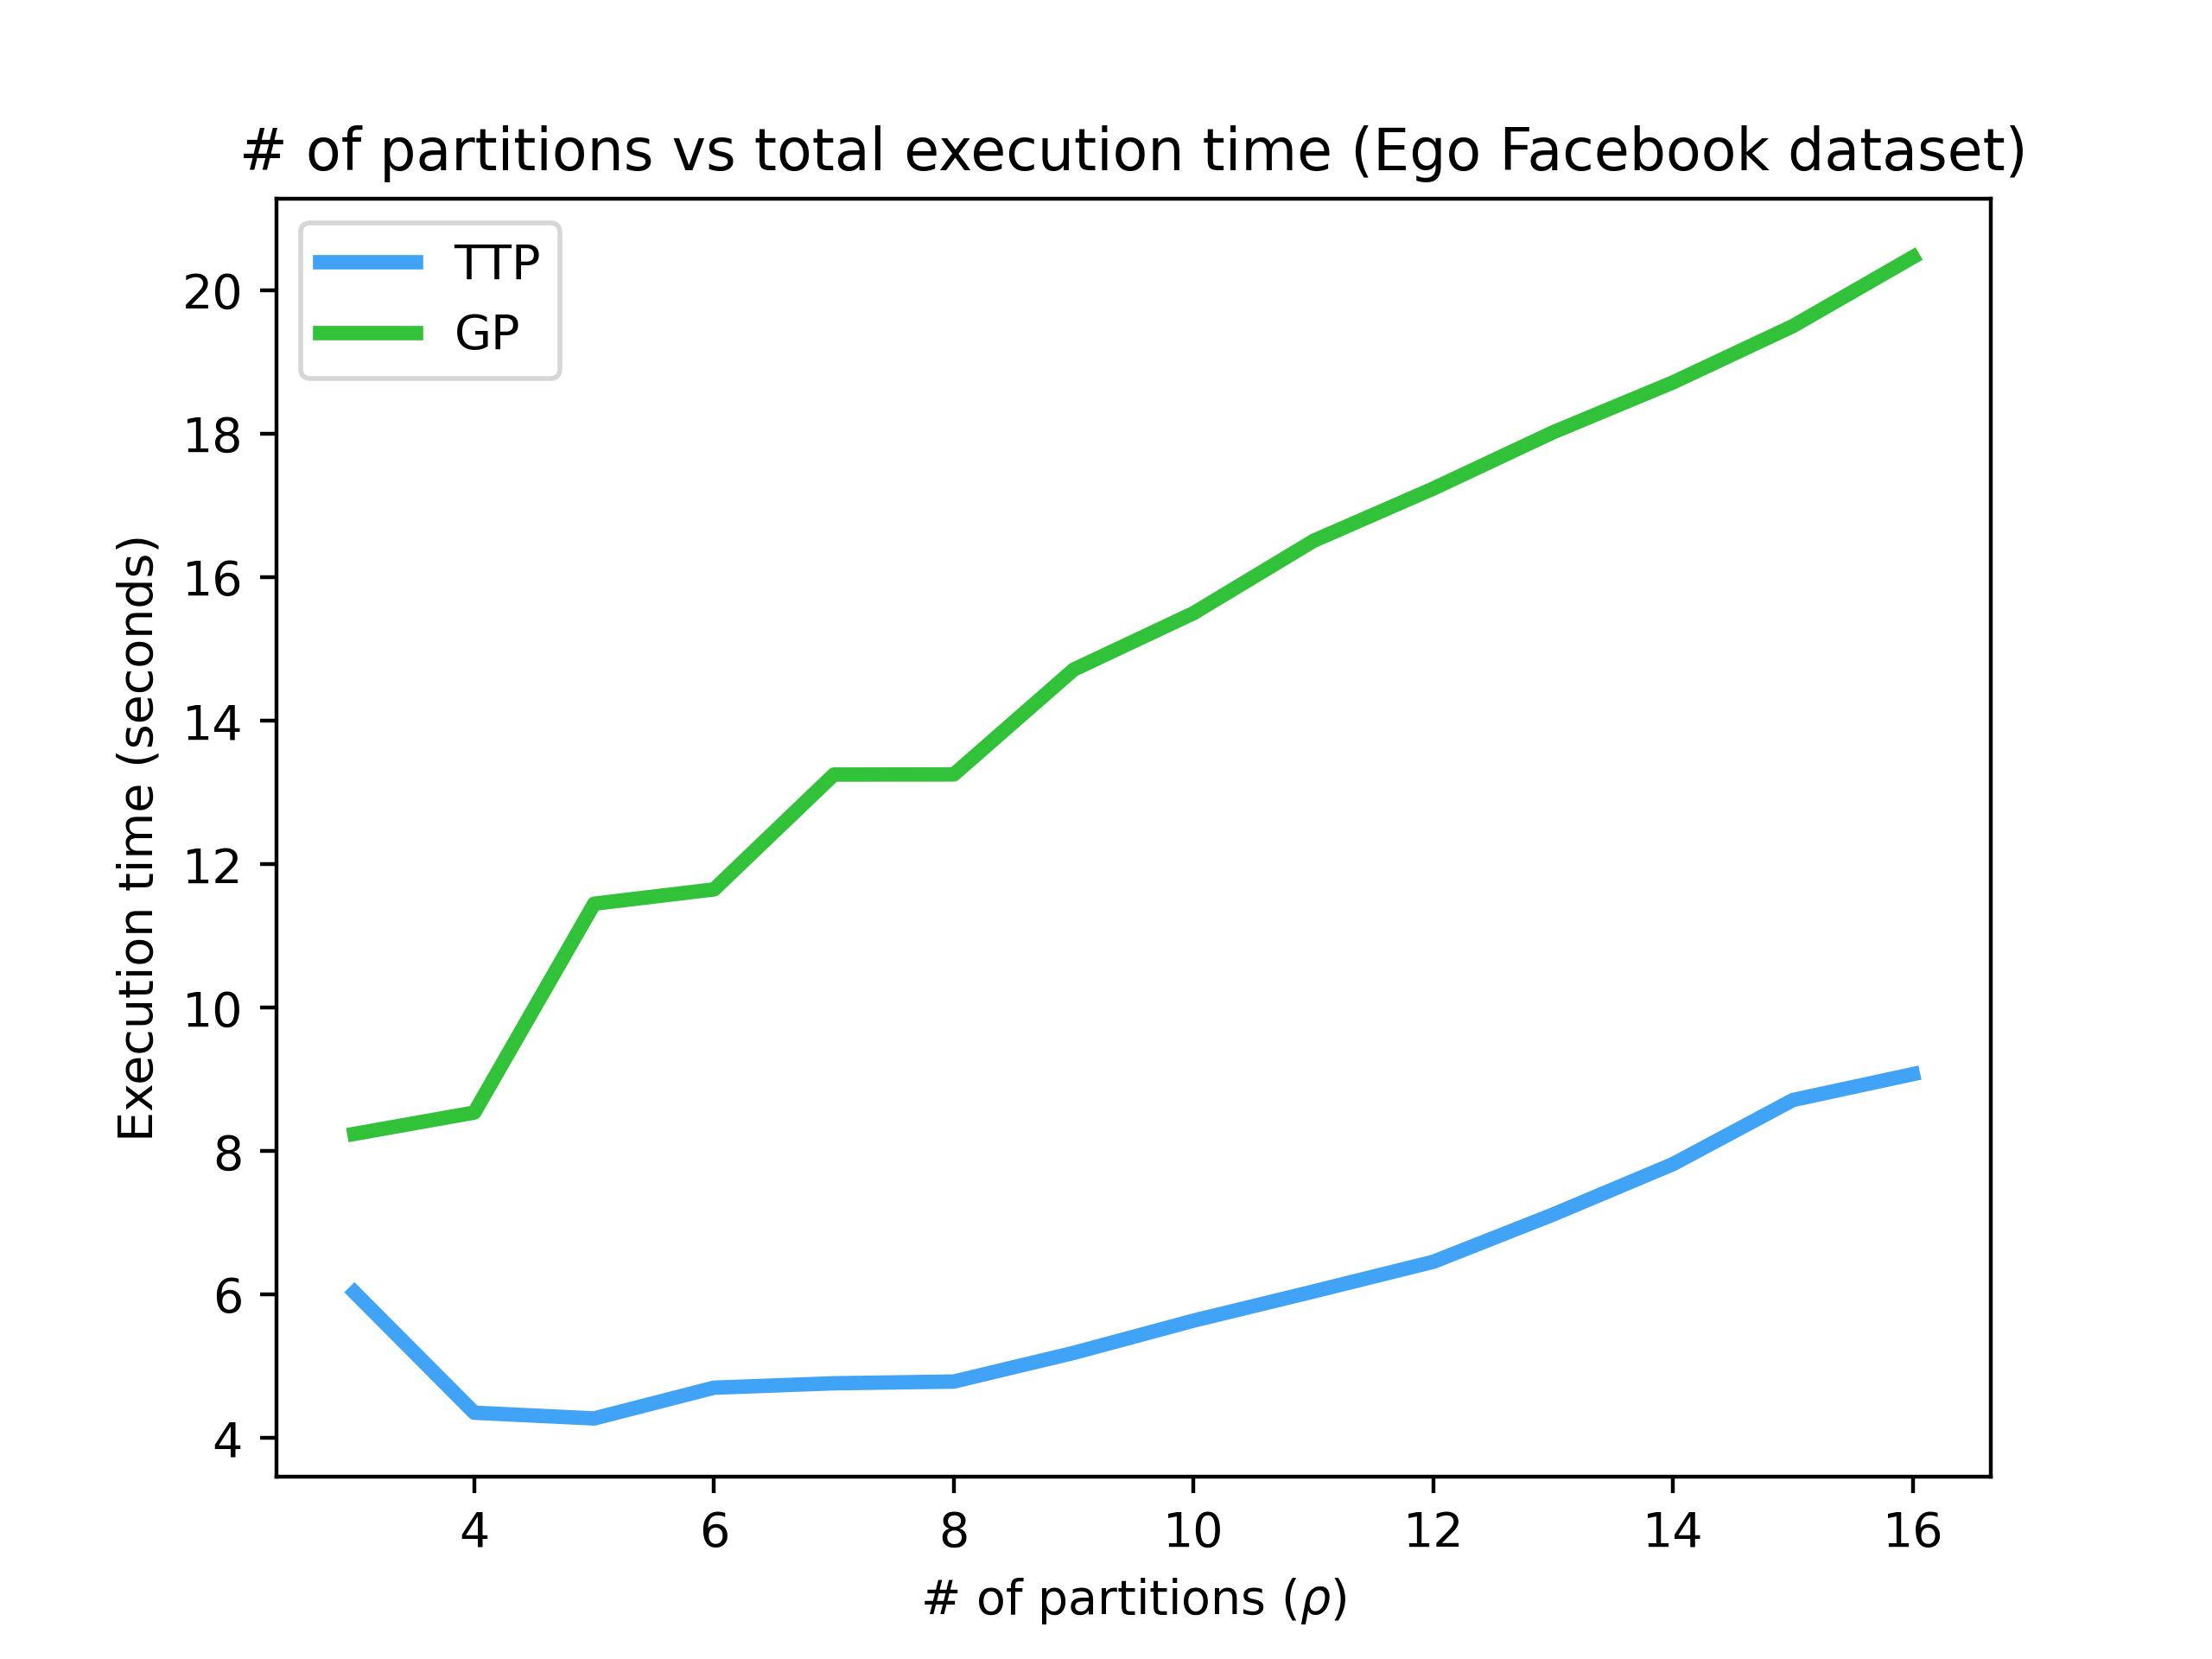 # of partitions vs total execution time (Ego Facebook dataset)
TTP
GP
Execution time (seconds)
20
18
16
14
12
10
8
6
4
4 6 8 10 12 14 16
# of partitions (ρ)